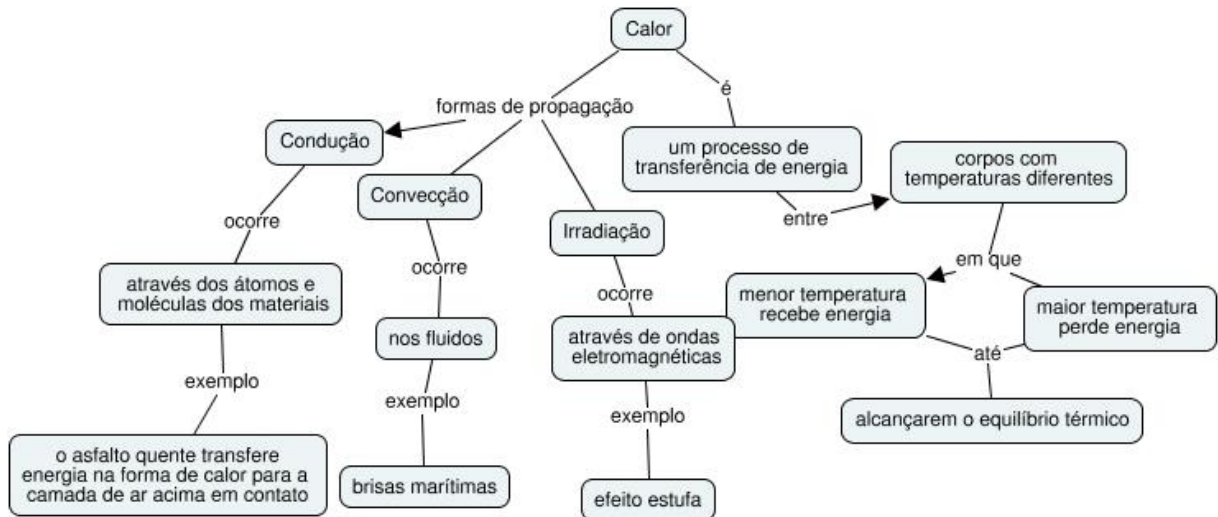 Calor
formas de propagação
é
Condução
um processo de
transferência de energia
corpos com
temperaturas diferentes
Convecção
entre
ocorre
Irradiação
em que
ocorre
através dos átomos e
moléculas dos materiais
ocorre
menor temperatura
recebe energia
maior temperatura
perde energia
nos fluidos
através de ondas
eletromagnéticas
até
exemplo
exemplo
exemplo
alcançarem o equilíbrio térmico
o asfalto quente transfere
energia na forma de calor para a
camada de ar acima em contato
brisas marítimas
efeito estufa